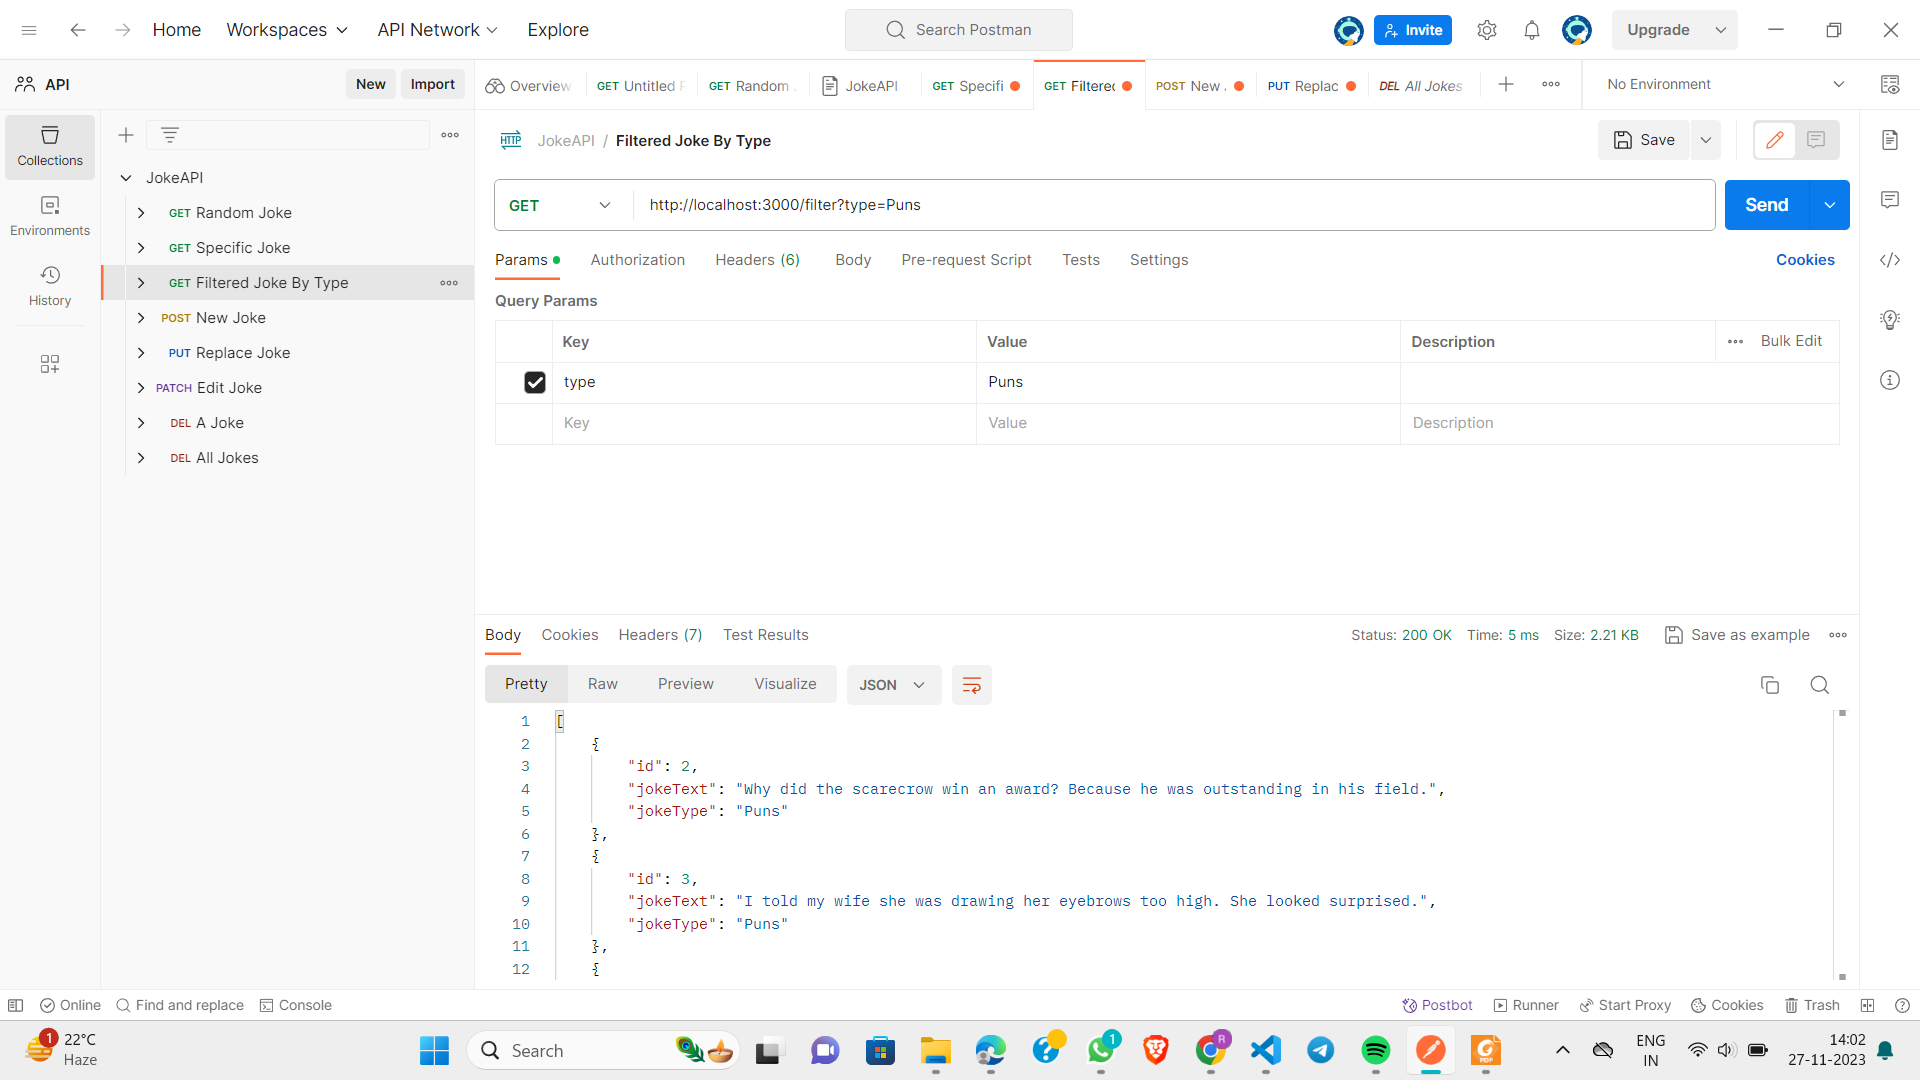 Home
Workspaces
API Network
Explore
Search Postman
Invite
Upgrade
API
New
Import
Overview
GET Untitled
GET Random
JokeAPI
GET Specifi
GET Filtered
POST New
PUT Replac
DEL All Jokes
No Environment
Collections
Environments
History
JokeAPI
GET Random Joke
GET Specific Joke
GET Filtered Joke By Type
POST New Joke
PUT Replace Joke
PATCH Edit Joke
DEL A Joke
DEL All Jokes
HTTP JokeAPI / Filtered Joke By Type
Save
GET http://localhost:3000/filter?type=Puns
Send
Params Authorization Headers (6) Body Pre-request Script Tests Settings
Cookies
Query Params
Key Value Description Bulk Edit
type Puns
Key Value Description
Body Cookies Headers (7) Test Results
Status: 200 OK Time: 5 ms Size: 2.21 KB Save as example
Pretty Raw Preview Visualize JSON
1 [
2 {
3 "id": 2,
4 "jokeText": "Why did the scarecrow win an award? Because he was outstanding in his field.",
5 "jokeType": "Puns"
6 },
7 {
8 "id": 3,
9 "jokeText": "I told my wife she was drawing her eyebrows too high. She looked surprised.",
10 "jokeType": "Puns"
11 },
12 {
Online Find and replace Console
Postbot Runner Start Proxy Cookies Trash
1
22°C
Haze
Search
1
R
PDF
ENG
IN
14:02
27-11-2023